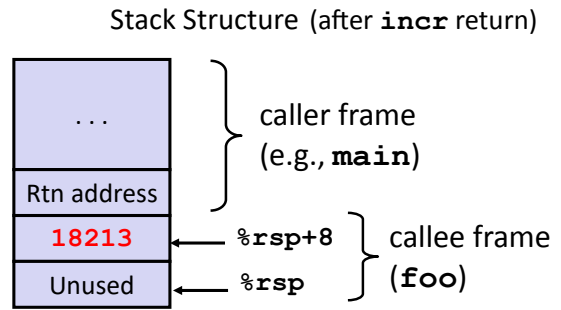 Stack Structure (after incr return)
. . .
caller frame
(e.g., main)
Rtn address
18213
%rsp+8
callee frame
(foo)
Unused
%rsp